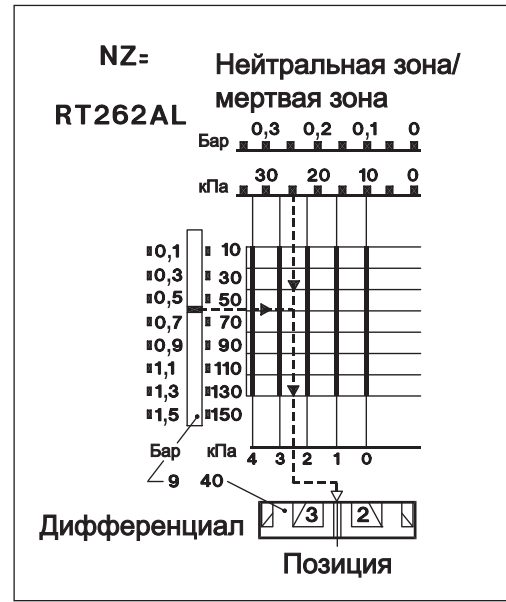 NZ=
RT262AL
Нейтральная зона/
мертвая зона
Бар 0,3 0,2 0,1 0
кПа 30 20 10 0
0,1 10
0,3 30
0,5 50
0,7 70
0,9 90
1,1 110
1,3 130
1,5 150
Бар кПа 4 3 2 1 0
9 40
Дифференциал 3 2
Позиция